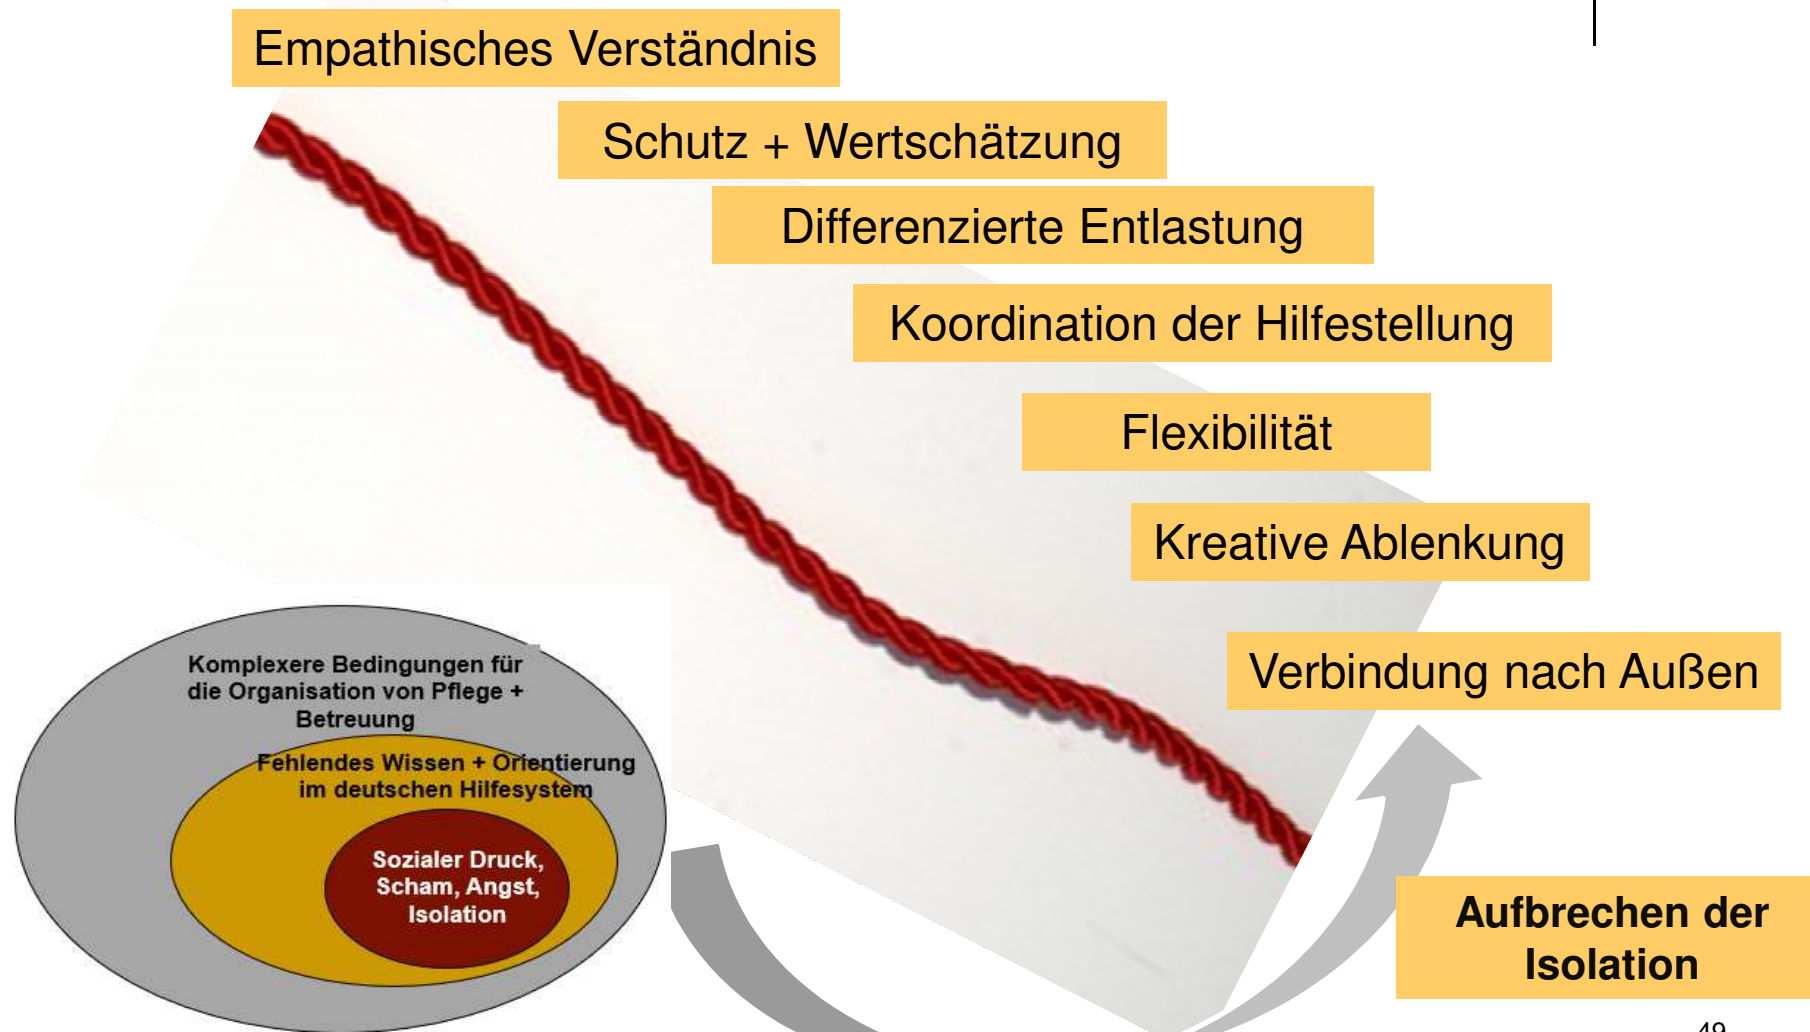 Empathisches Verständnis
Schutz + Wertschätzung
Differenzierte Entlastung
Koordination der Hilfestellung
Flexibilität
Kreative Ablenkung
Verbindung nach Außen
Komplexere Bedingungen für
die Organisation von Pflege +
Betreuung
Fehlendes Wissen + Orientierung
im deutschen Hilfesystem
Sozialer Druck,
Scham, Angst,
Isolation
Aufbrechen der
Isolation
49